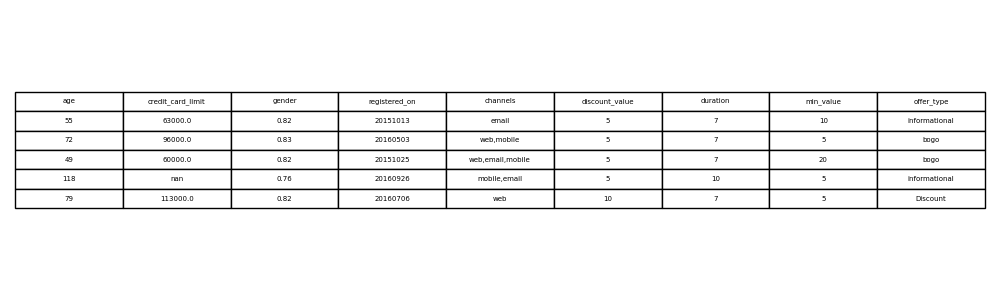 age credit_card_limit gender registered_on channels discount_value duration min_value offer_type
55 63000.0 0.82 20151013 email 5 7 10 informational
72 96000.0 0.83 20160503 web,mobile 5 7 5 bogo
49 60000.0 0.82 20151025 web,email,mobile 5 7 20 bogo
118 nan 0.76 20160926 mobile,email 5 10 5 informational
79 113000.0 0.82 20160706 web 10 7 5 Discount